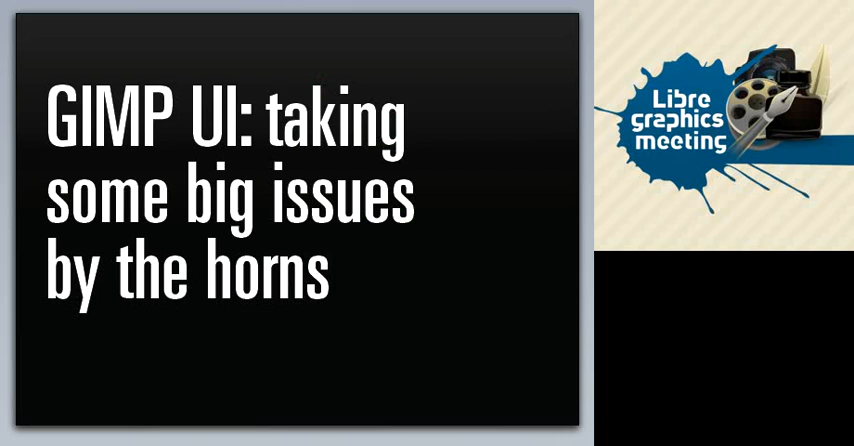 GIMP UI: taking
some big issues
by the horns
Libre
graphics
meeting